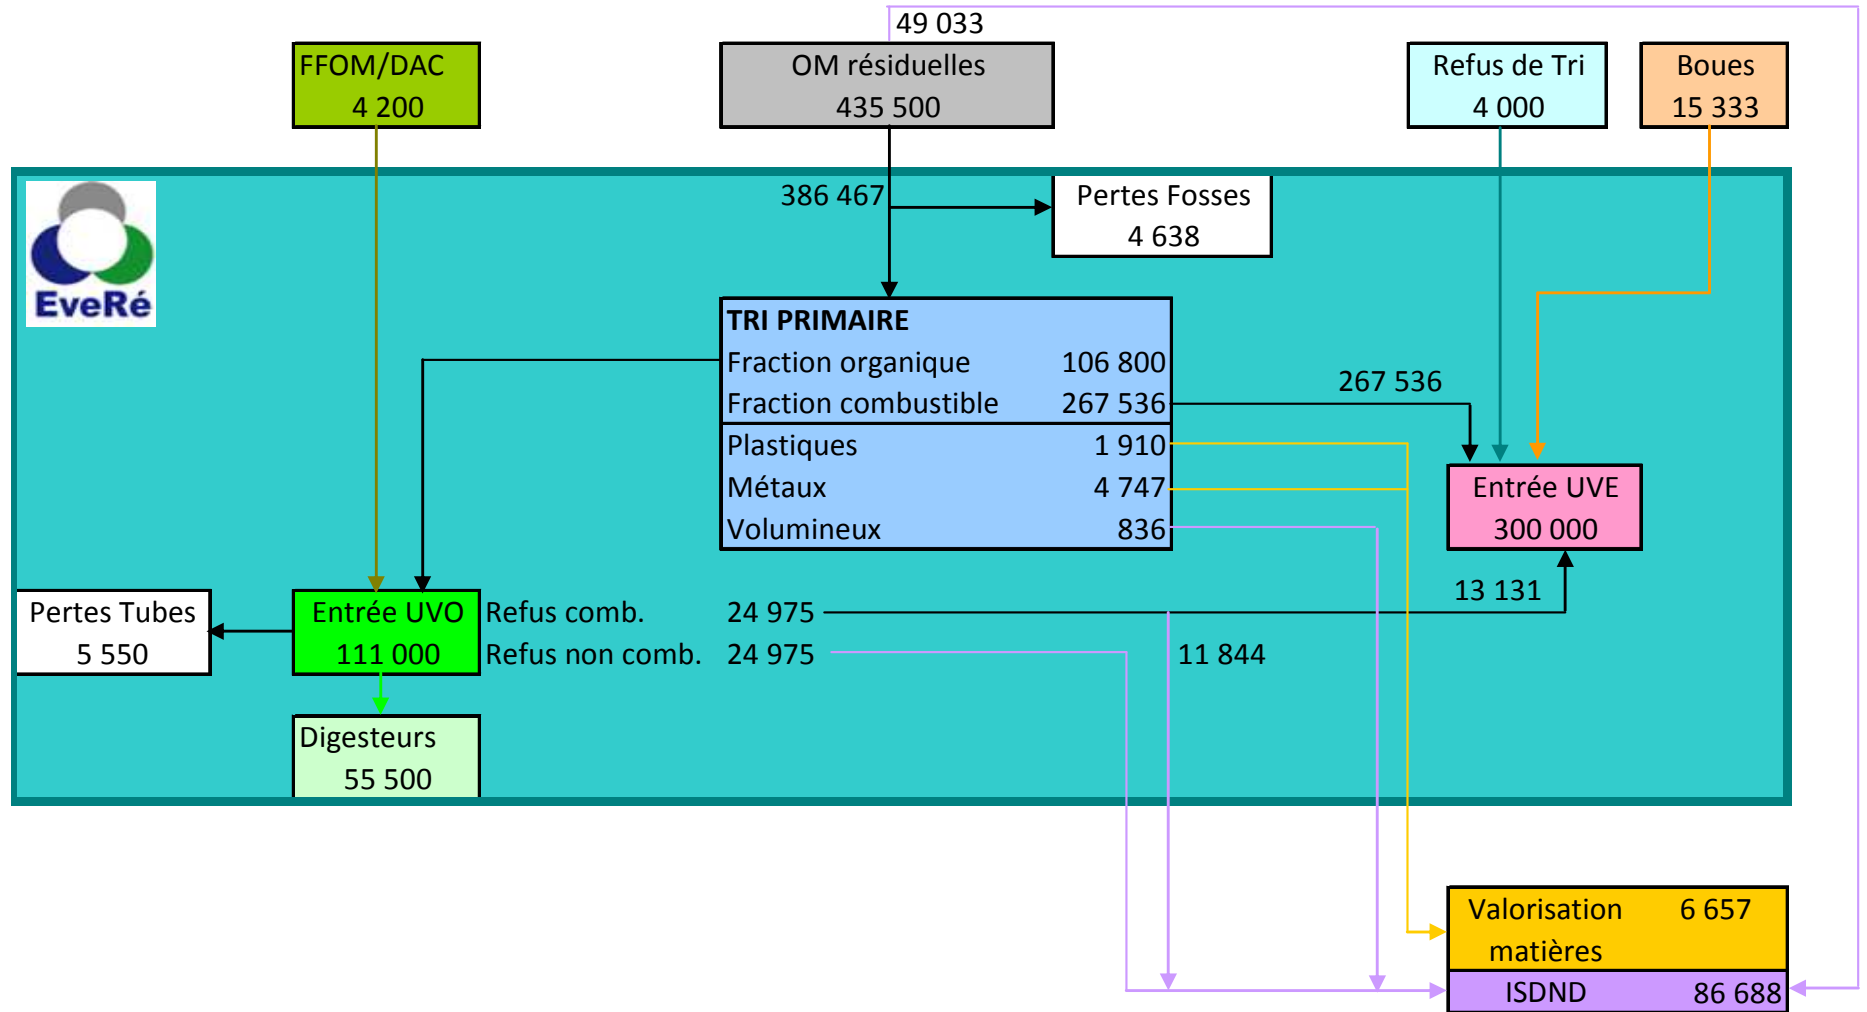 49 033
FFOM/DAC
4 200
OM résiduelles
435 500
Refus de Tri
4 000
Boues
15 333
EveRé
386 467
Pertes Fosses
4 638
TRI PRIMAIRE
Fraction organique 106 800
Fraction combustible 267 536
Plastiques 1 910
Métaux 4 747
Volumineux 836
267 536
Entrée UVE
300 000
13 131
Pertes Tubes
5 550
Entrée UVO
111 000
Refus comb. 24 975
Refus non comb. 24 975
11 844
Digesteurs
55 500
Valorisation 6 657
matières
ISDND 86 688